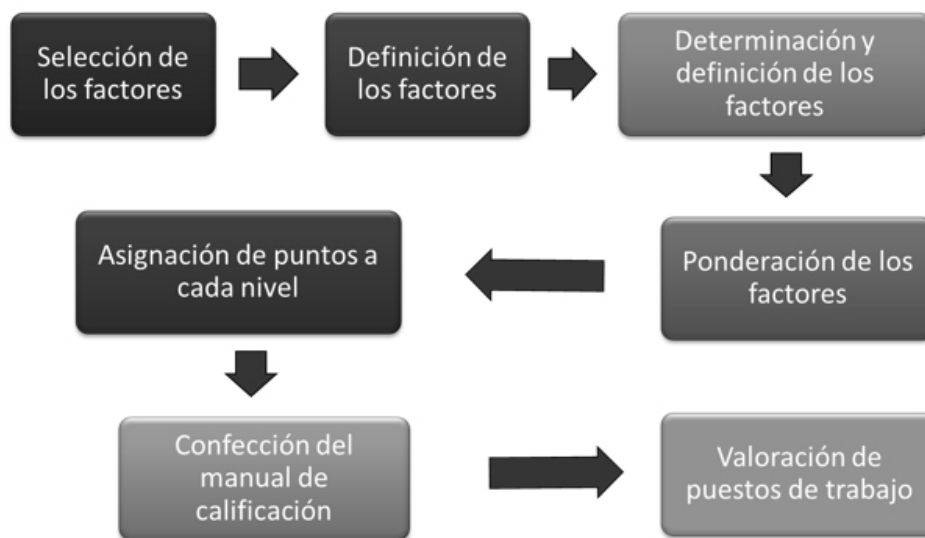 Selección de
los factores
Definición de
los factores
Determinación y
definición de los
factores
Ponderación de los
factores
Asignación de puntos a
cada nivel
Confección del
manual de
calificación
Valoración de
puestos de trabajo